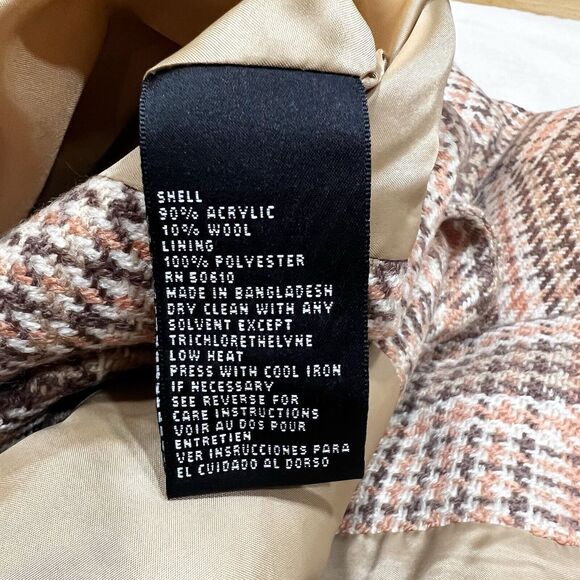 SHELL
90% ACRYLIC
10% WOOL
LINING
100% POLYESTER
RN 50610
MADE IN BANGLADESH
DRY CLEAN WITH ANY
SOLVENT EXCEPT
TRICHLORETHELYNE
LOW HEAT
PRESS WITH COOL IRON
IF NECESSARY
SEE REVERSE FOR
CARE INSTRUCTIONS
VOIR AU DOS POUR
ENTRETIEN
VER INSRUCCIONES PARA
EL CUIDADO AL DORSO